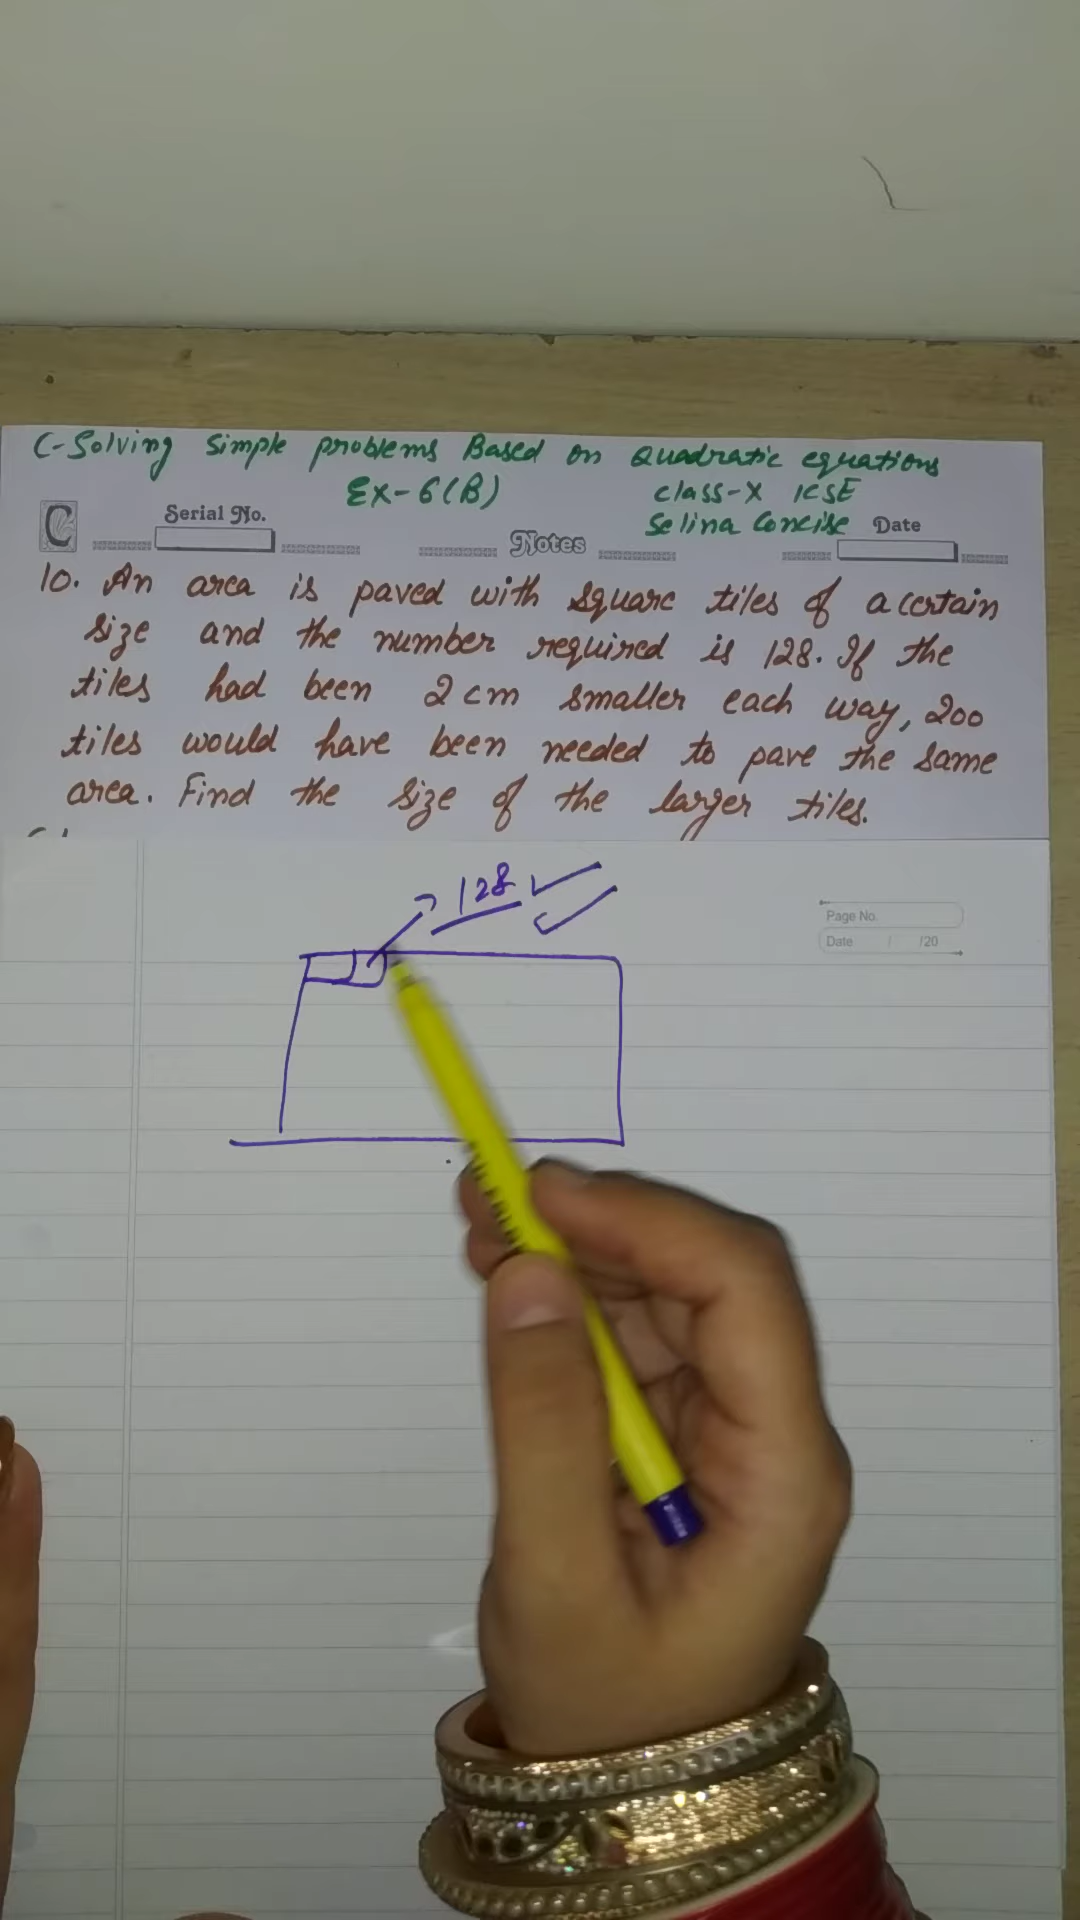 C-Solving Simple problems Based on Quadratic equations
Ex-6(B) class-X ICSE
Selina Concise
C Serial No. Notes Date
10. An area is paved with square tiles of a certain
size and the number required is 128. If the
tiles had been 2cm smaller each way, 200
tiles would have been needed to pave the same
area. Find the size of the larger tiles.
128
Page No.
Date / /20